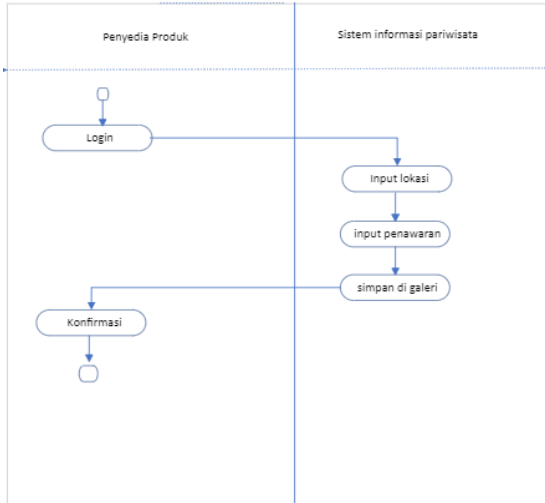 Penyedia Produk
Sistem informasi pariwisata
Login
Input lokasi
input penawaran
simpan di galeri
Konfirmasi